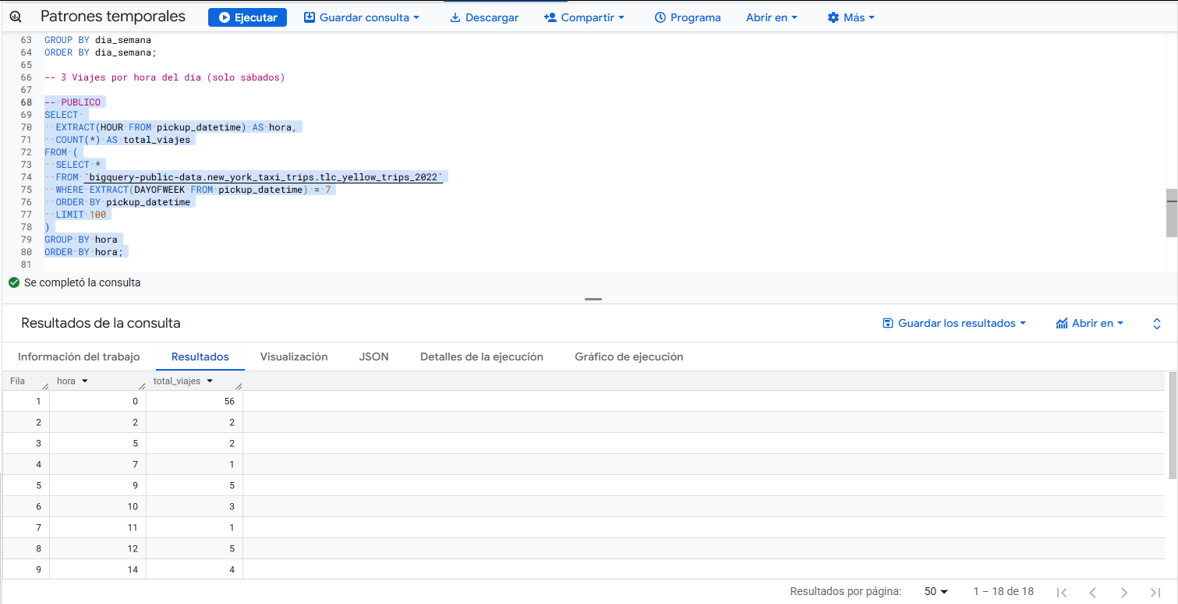 Patrones temporales Ejecutar Guardar consulta Descargar Compartir Programa Abrir en Más
63 GROUP BY dia_semana
64 ORDER BY dia_semana;
65
66 -- 3 Viajes por hora del día (solo sábados)
67
68 -- PUBLICO
69 SELECT
70 EXTRACT(HOUR FROM pickup_datetime) AS hora,
71 COUNT(*) AS total_viajes
72 FROM (
73 SELECT *
74 FROM `bigquery-public-data.new_york_taxi_trips.tlc_yellow_trips_2022`
75 WHERE EXTRACT(DAYOFWEEK FROM pickup_datetime) = 7
76 ORDER BY pickup_datetime
77 LIMIT 100
78 )
79 GROUP BY hora
80 ORDER BY hora;
81
Se completó la consulta
Resultados de la consulta Guardar los resultados Abrir en
Información del trabajo Resultados Visualización JSON Detalles de la ejecución Gráfico de ejecución
Fila hora total_viajes
1 0 56
2 2 2
3 5 2
4 7 1
5 9 5
6 10 3
7 11 1
8 12 5
9 14 4
Resultados por página: 50 1 – 18 de 18